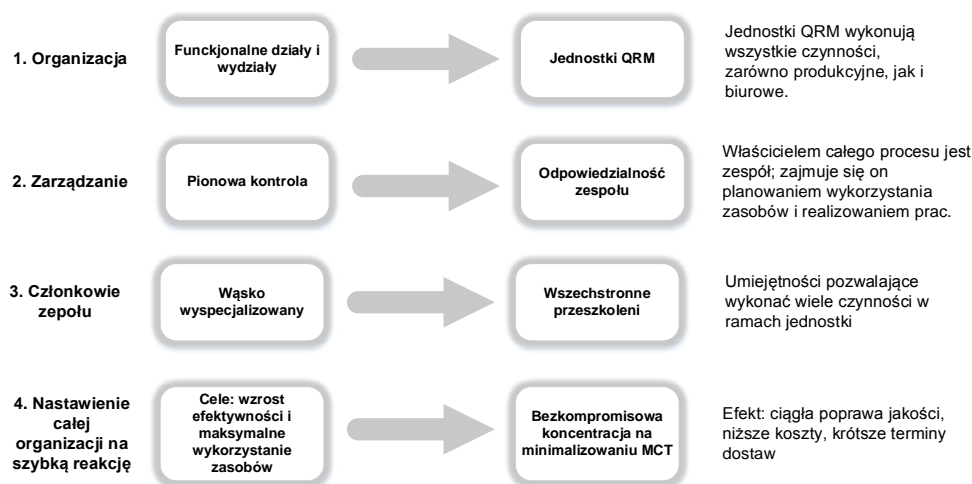 1. Organizacja
Funckjonalne działy i
wydziały
Jednostki QRM
Jednostki QRM wykonują
wszystkie czynności,
zarówno produkcyjne, jak i
biurowe.
2. Zarządzanie
Pionowa kontrola
Odpowiedzialność
zespołu
Właścicielem całego procesu jest
zespół; zajmuje się on
planowaniem wykorzystania
zasobów i realizowaniem prac.
3. Członkowie
zepołu
Wąsko
wyspecjalizowany
Wszechstronne
przeszkoleni
Umiejętności pozwalające
wykonać wiele czynności w
ramach jednostki
4. Nastawienie
całej
organizacji na
szybką reakcję
Cele: wzrost
efektywności i
maksymalne
wykorzystanie
zasobów
Bezkompromisowa
koncentracja na
minimalizowaniu MCT
Efekt: ciągła poprawa jakości,
niższe koszty, krótsze terminy
dostaw